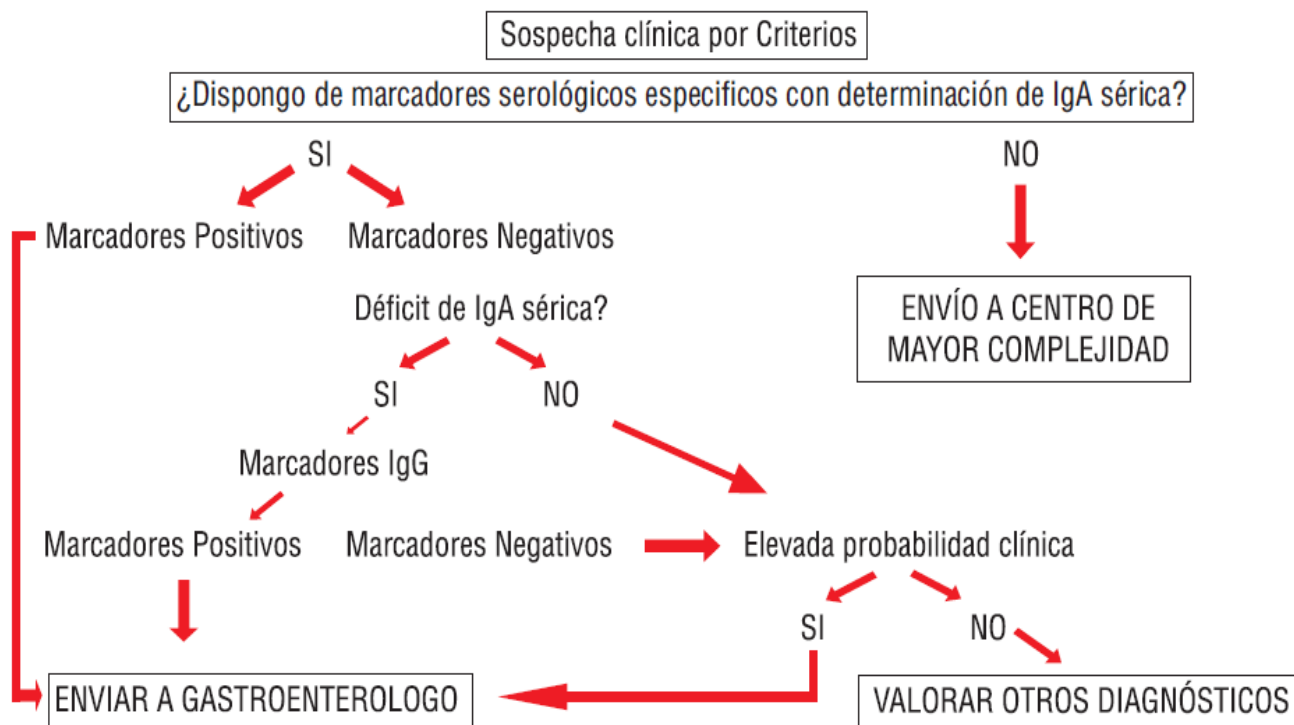 Sospecha clínica por Criterios
¿Dispongo de marcadores serológicos especificos con determinación de IgA sérica?
SI
NO
Marcadores Positivos
Marcadores Negativos
Déficit de IgA sérica?
ENVÍO A CENTRO DE
MAYOR COMPLEJIDAD
SI
NO
Marcadores IgG
Marcadores Positivos
Marcadores Negativos
Elevada probabilidad clínica
SI
NO
ENVIAR A GASTROENTEROLOGO
VALORAR OTROS DIAGNÓSTICOS